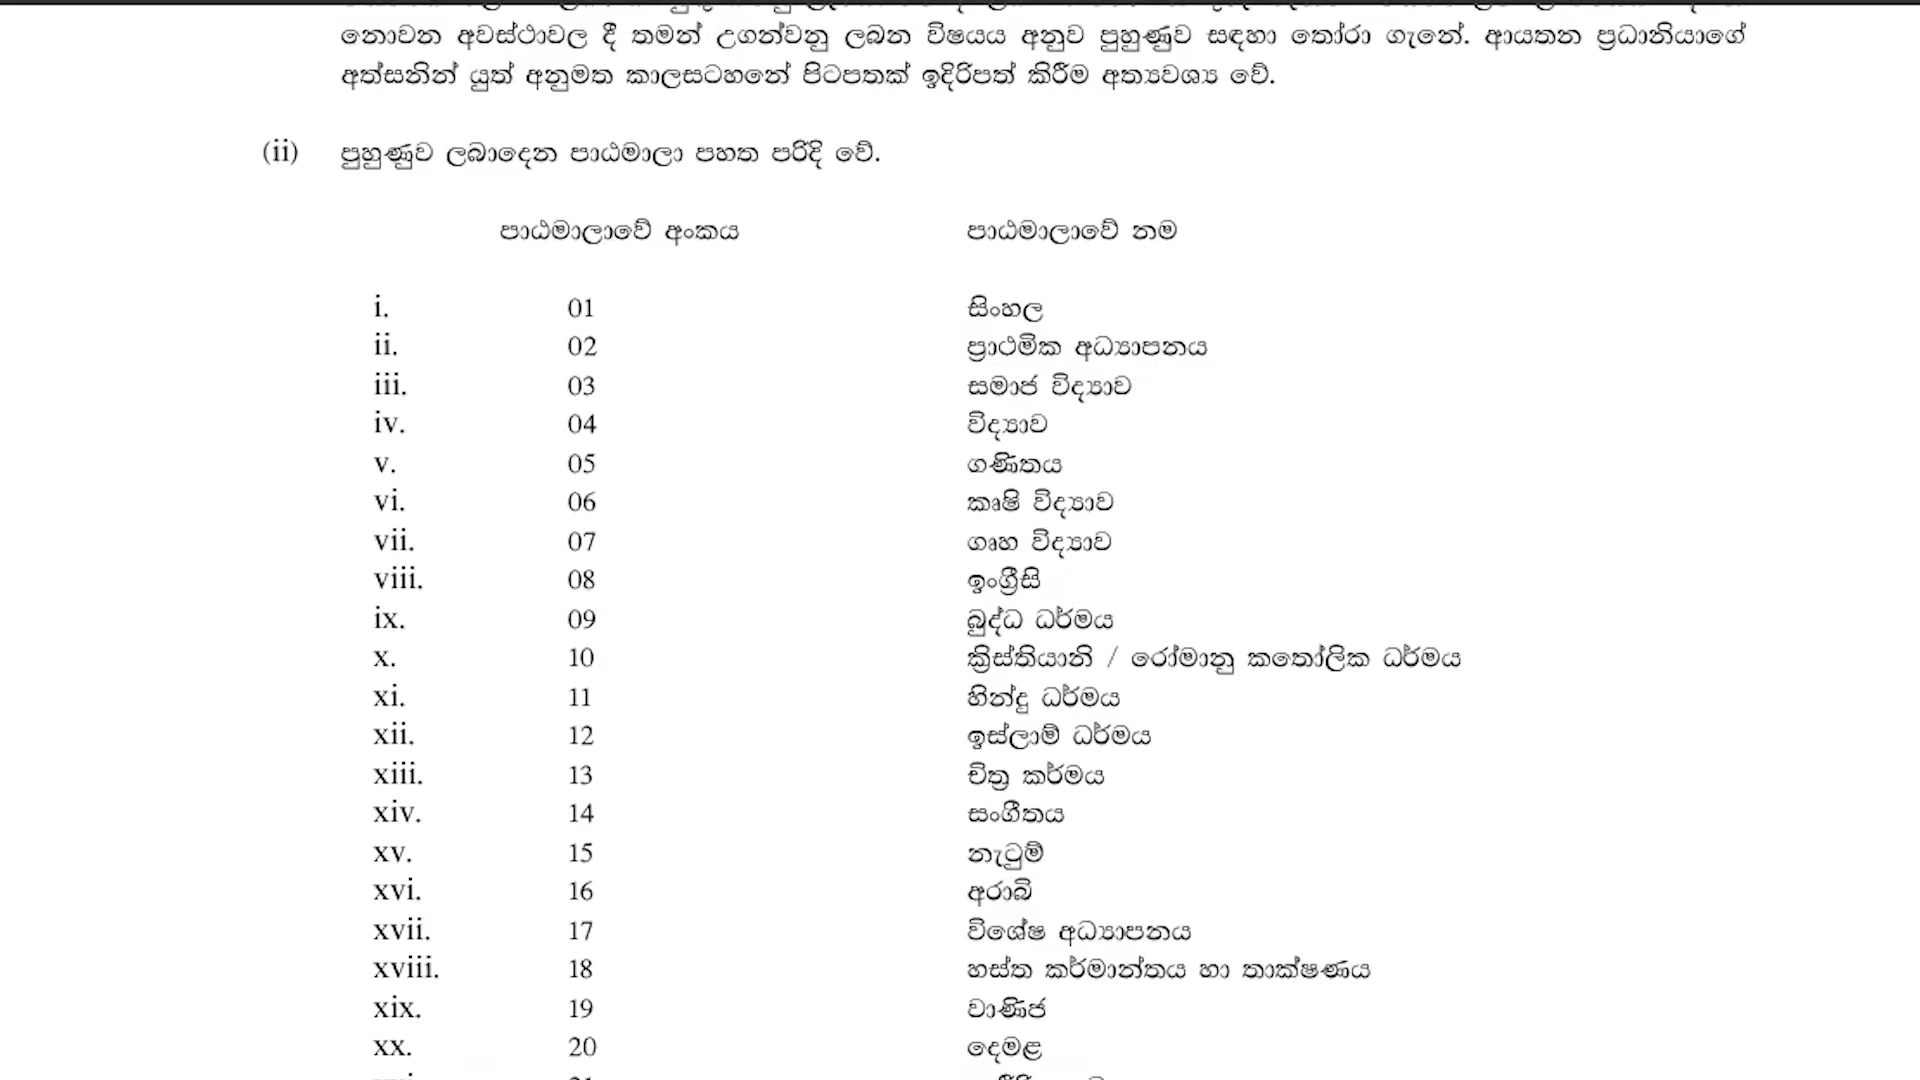 නොවන අවස්ථාවල දී තමන් උගන්වනු ලබන විෂයය අනුව පුහුණුව සඳහා තෝරා ගැනේ. ආයතන ප්‍රධානියාගේ
අත්සනින් යුත් අනුමත කාලසටහනේ පිටපතක් ඉදිරිපත් කිරීම අත්‍යවශ්‍ය වේ.
(ii) පුහුණුව ලබාදෙන පාඨමාලා පහත පරිදි වේ.
පාඨමාලාවේ අංකය පාඨමාලාවේ නම
i. 01 සිංහල
ii. 02 ප්‍රාථමික අධ්‍යාපනය
iii. 03 සමාජ විද්‍යාව
iv. 04 විද්‍යාව
v. 05 ගණිතය
vi. 06 කෘෂි විද්‍යාව
vii. 07 ගෘහ විද්‍යාව
viii. 08 ඉංග්‍රීසි
ix. 09 බුද්ධ ධර්මය
x. 10 ක්‍රිස්තියානි / රෝමානු කතෝලික ධර්මය
xi. 11 හින්දු ධර්මය
xii. 12 ඉස්ලාම් ධර්මය
xiii. 13 චිත්‍ර කර්මය
xiv. 14 සංගීතය
xv. 15 නැටුම්
xvi. 16 අරාබි
xvii. 17 විශේෂ අධ්‍යාපනය
xviii. 18 හස්ත කර්මාන්තය හා තාක්ෂණය
xix. 19 වාණිජ
xx. 20 දෙමළ